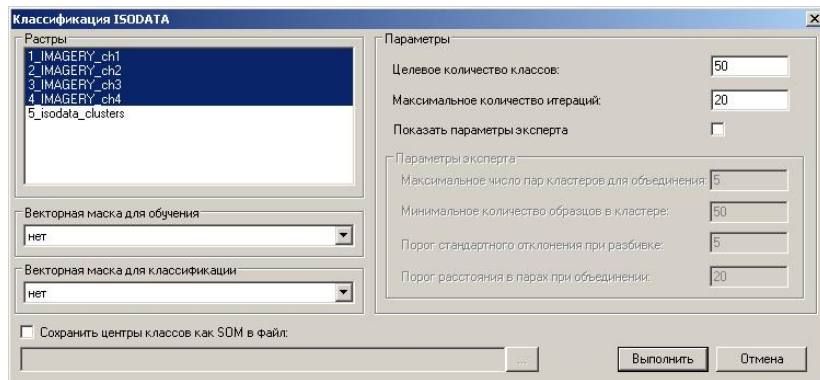 Классификация ISODATA
Растры
1_IMAGERY_ch1
2_IMAGERY_ch2
3_IMAGERY_ch3
4_IMAGERY_ch4
5_isodata_clusters
Векторная маска для обучения
нет
Векторная маска для классификации
нет
Параметры
Целевое количество классов: 50
Максимальное количество итераций: 20
Показать параметры эксперта
Параметры эксперта
Максимальное число пар кластеров для объединения: 5
Минимальное количество образцов в кластере: 50
Порог стандартного отклонения при разбивке: 5
Порог расстояния в парах при объединении: 20
Сохранить центры классов как SOM в файл:
...
Выполнить Отмена